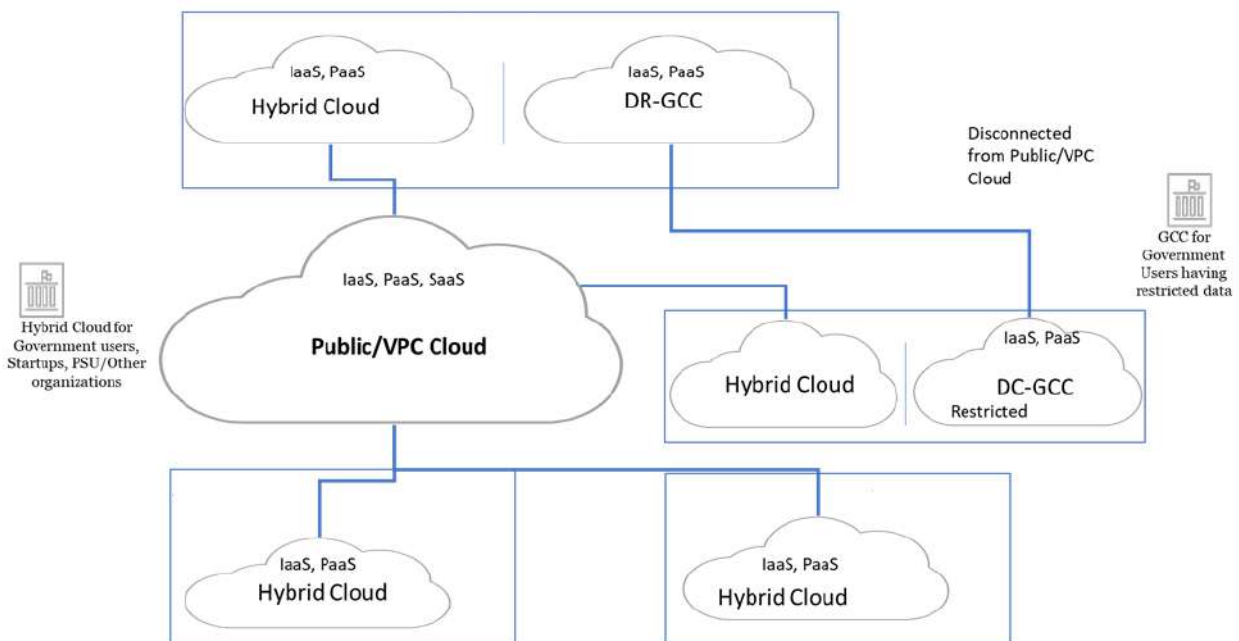 IaaS, PaaS
Hybrid Cloud
IaaS, PaaS
DR-GCC
Disconnected
from Public/VPC
Cloud
GCC for
Government
Users having
restricted data
IaaS, PaaS, SaaS
Public/VPC Cloud
Hybrid Cloud for
Government users,
Startups, PSU/Other
organizations
Hybrid Cloud
IaaS, PaaS
DC-GCC
Restricted
IaaS, PaaS
Hybrid Cloud
IaaS, PaaS
Hybrid Cloud